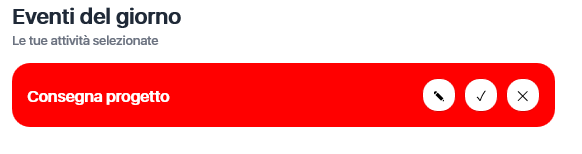 Eventi del giorno
Le tue attività selezionate
Consegna progetto